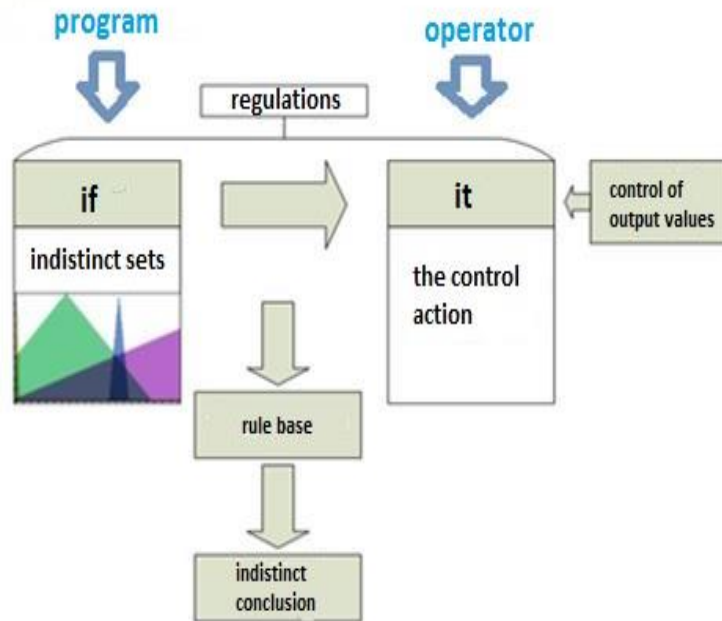 program
operator
regulations
if
it
control of
output values
indistinct sets
the control
action
rule base
indistinct
conclusion